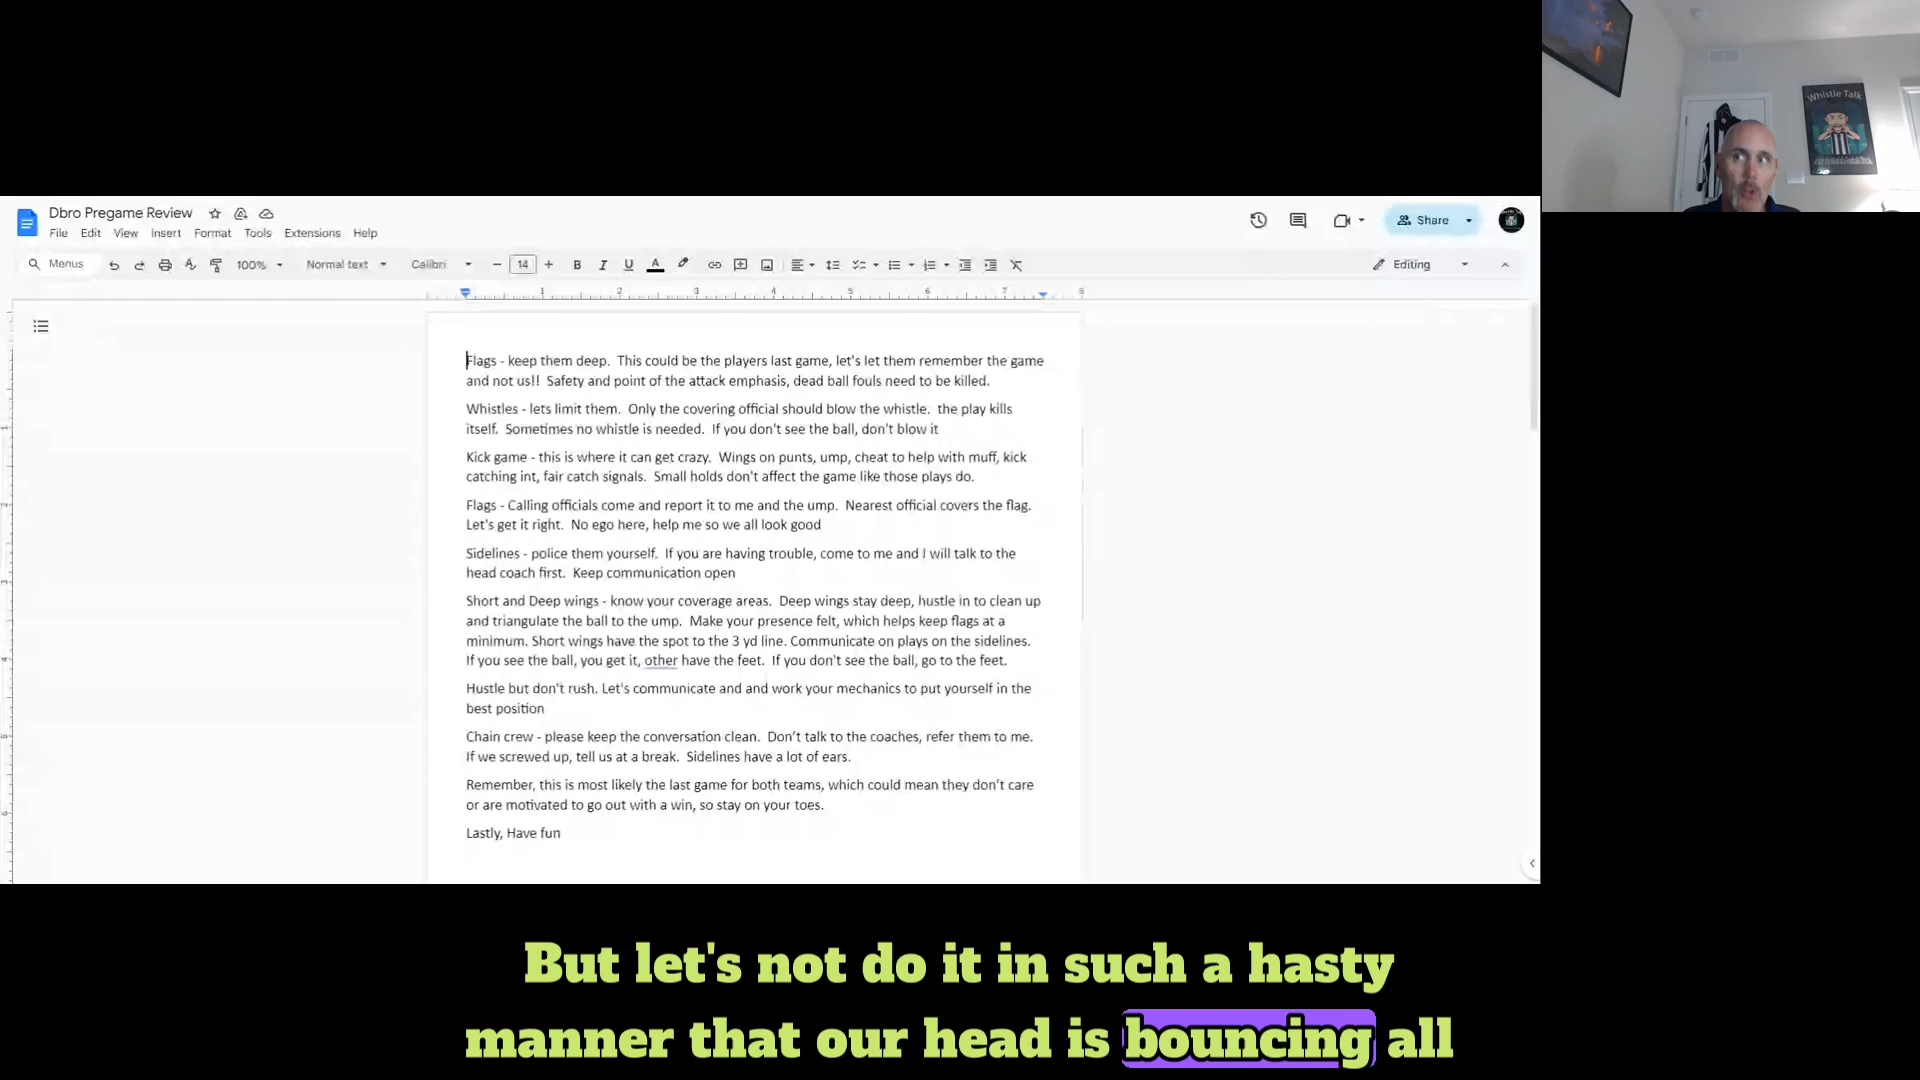 Whistle Talk
Dbro Pregame Review
File Edit View Insert Format Tools Extensions Help
Share
Menus
100%
Normal text
Calibri
14
B I U A
Editing
1 2 3 4 5 6 7 8
Flags - keep them deep. This could be the players last game, let's let them remember the game
and not us!! Safety and point of the attack emphasis, dead ball fouls need to be killed.
Whistles - lets limit them. Only the covering official should blow the whistle. the play kills
itself. Sometimes no whistle is needed. If you don't see the ball, don't blow it
Kick game - this is where it can get crazy. Wings on punts, ump, cheat to help with muff, kick
catching int, fair catch signals. Small holds don't affect the game like those plays do.
Flags - Calling officials come and report it to me and the ump. Nearest official covers the flag.
Let's get it right. No ego here, help me so we all look good
Sidelines - police them yourself. If you are having trouble, come to me and I will talk to the
head coach first. Keep communication open
Short and Deep wings - know your coverage areas. Deep wings stay deep, hustle in to clean up
and triangulate the ball to the ump. Make your presence felt, which helps keep flags at a
minimum. Short wings have the spot to the 3 yd line. Communicate on plays on the sidelines.
If you see the ball, you get it, other have the feet. If you don't see the ball, go to the feet.
Hustle but don't rush. Let's communicate and and work your mechanics to put yourself in the
best position
Chain crew - please keep the conversation clean. Don't talk to the coaches, refer them to me.
If we screwed up, tell us at a break. Sidelines have a lot of ears.
Remember, this is most likely the last game for both teams, which could mean they don't care
or are motivated to go out with a win, so stay on your toes.
Lastly, Have fun
But let's not do it in such a hasty
manner that our head is bouncing all